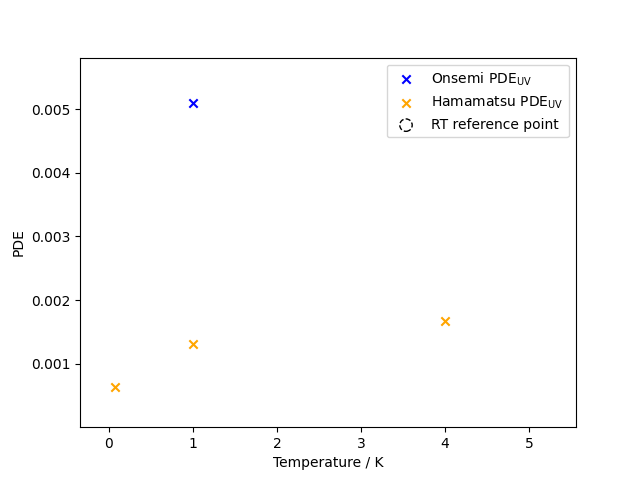 Onsemi PDE_UV
Hamamatsu PDE_UV
RT reference point
0.005
0.004
0.003
0.002
0.001
PDE
0 1 2 3 4 5
Temperature / K